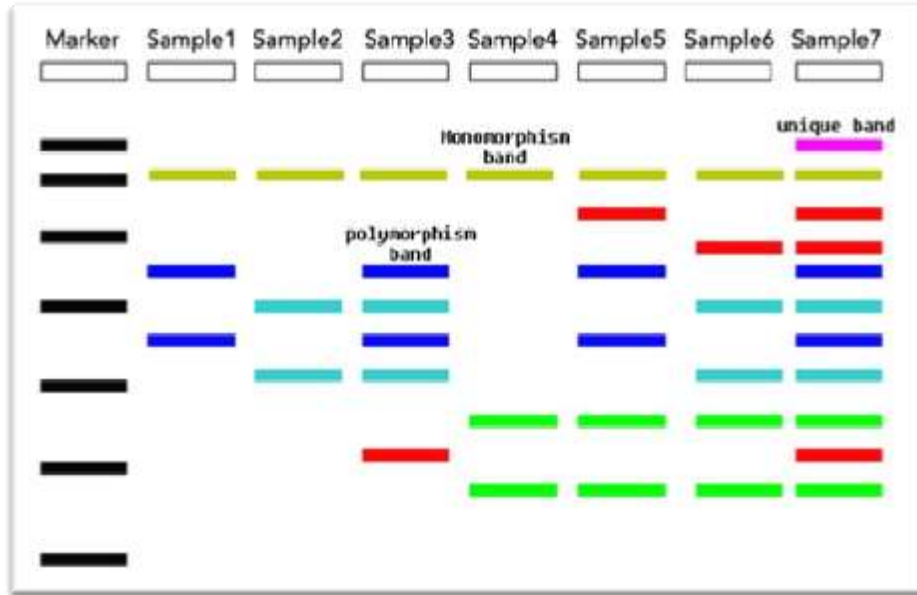 Marker Sample1 Sample2 Sample3 Sample4 Sample5 Sample6 Sample7
unique band
Monomorphism
band
polymorphism
band